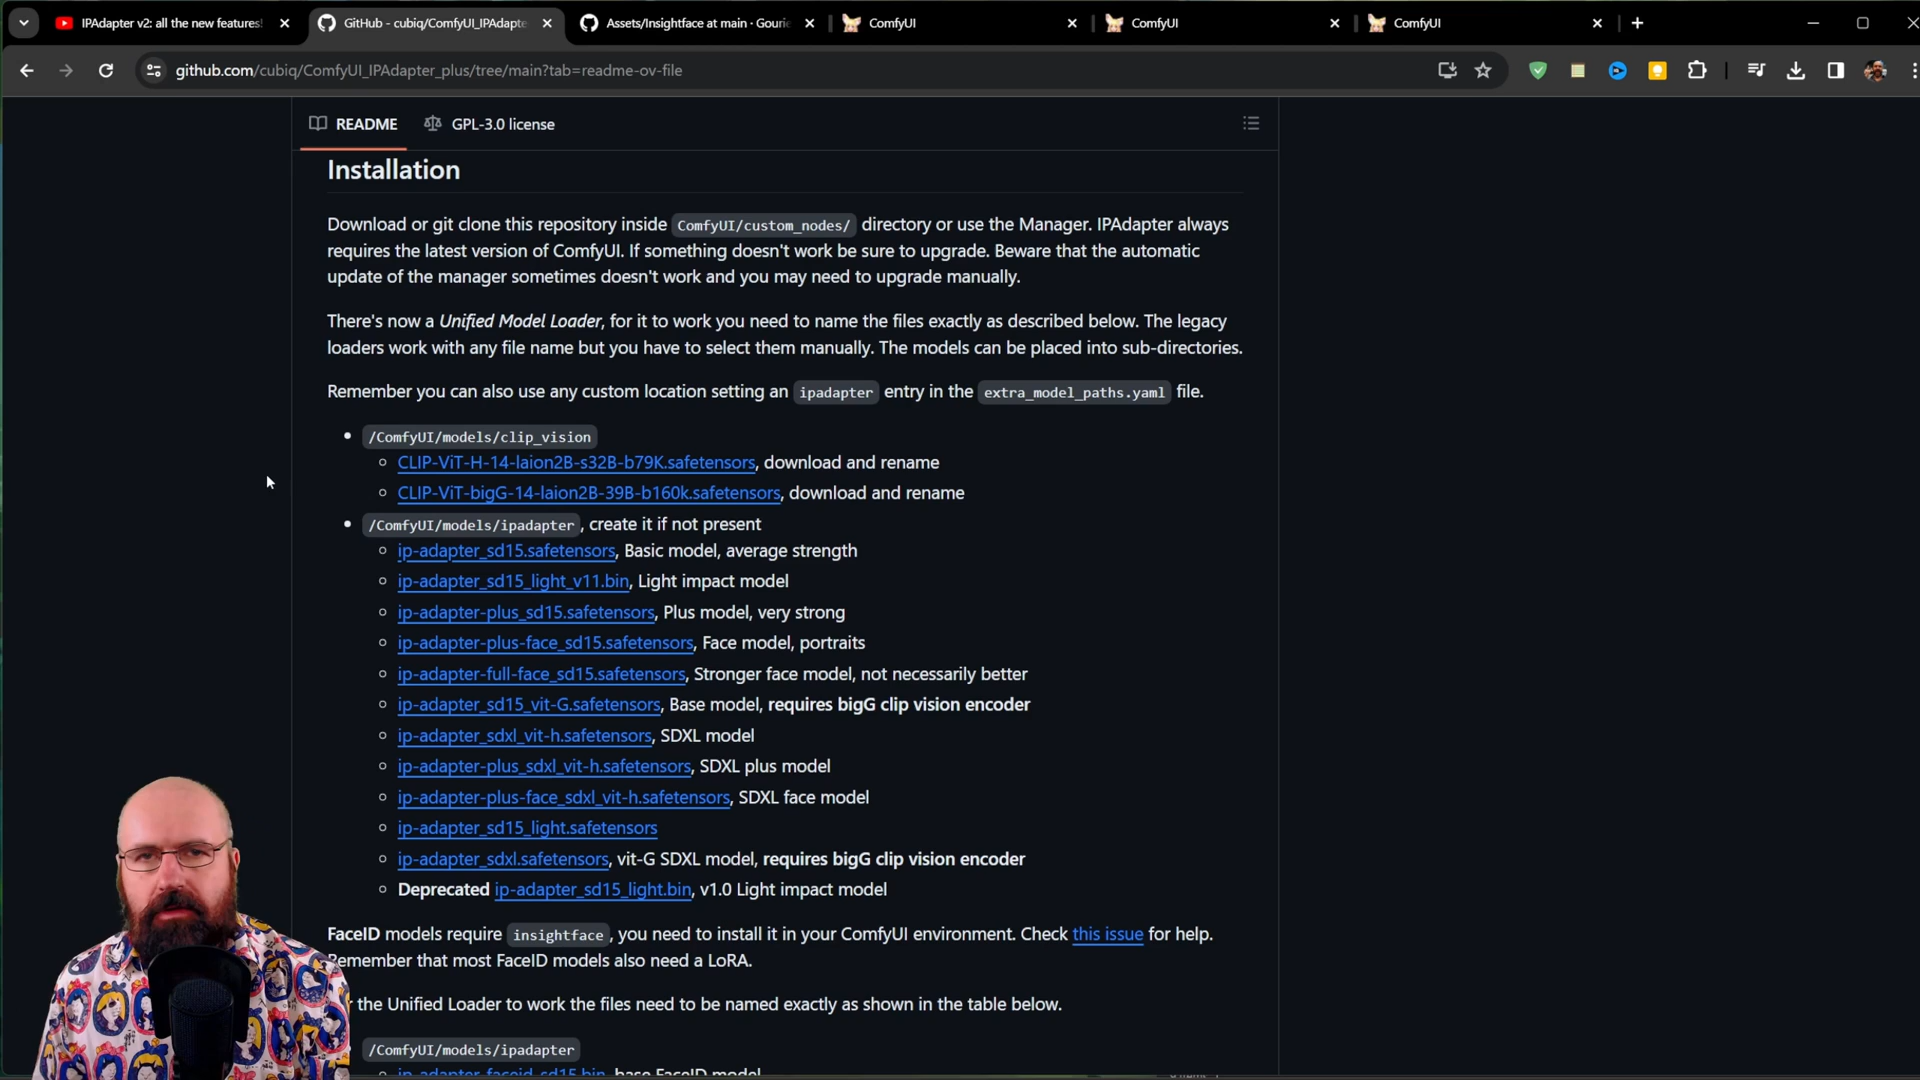 IPAdapter v2: all the new features!
GitHub - cubiq/ComfyUI_IPAdapte
Assets/Insightface at main · Gourie
ComfyUI
ComfyUI
ComfyUI
github.com/cubiq/ComfyUI_IPAdapter_plus/tree/main?tab=readme-ov-file
README
GPL-3.0 license
Installation
Download or git clone this repository inside ComfyUI/custom_nodes/ directory or use the Manager. IPAdapter always
requires the latest version of ComfyUI. If something doesn't work be sure to upgrade. Beware that the automatic
update of the manager sometimes doesn't work and you may need to upgrade manually.
There's now a Unified Model Loader, for it to work you need to name the files exactly as described below. The legacy
loaders work with any file name but you have to select them manually. The models can be placed into sub-directories.
Remember you can also use any custom location setting an ipadapter entry in the extra_model_paths.yaml file.
/ComfyUI/models/clip_vision
CLIP-ViT-H-14-laion2B-s32B-b79K.safetensors, download and rename
CLIP-ViT-bigG-14-laion2B-39B-b160k.safetensors, download and rename
/ComfyUI/models/ipadapter, create it if not present
ip-adapter_sd15.safetensors, Basic model, average strength
ip-adapter_sd15_light_v11.bin, Light impact model
ip-adapter-plus_sd15.safetensors, Plus model, very strong
ip-adapter-plus-face_sd15.safetensors, Face model, portraits
ip-adapter-full-face_sd15.safetensors, Stronger face model, not necessarily better
ip-adapter_sd15_vit-G.safetensors, Base model, requires bigG clip vision encoder
ip-adapter_sdxl_vit-h.safetensors, SDXL model
ip-adapter-plus_sdxl_vit-h.safetensors, SDXL plus model
ip-adapter-plus-face_sdxl_vit-h.safetensors, SDXL face model
ip-adapter_sd15_light.safetensors
ip-adapter_sdxl.safetensors, vit-G SDXL model, requires bigG clip vision encoder
Deprecated ip-adapter_sd15_light.bin, v1.0 Light impact model
FaceID models require insightface, you need to install it in your ComfyUI environment. Check this issue for help.
Remember that most FaceID models also need a LoRA.
the Unified Loader to work the files need to be named exactly as shown in the table below.
/ComfyUI/models/ipadapter
ip-adapter-faceid_sd15.bin, base FaceID model